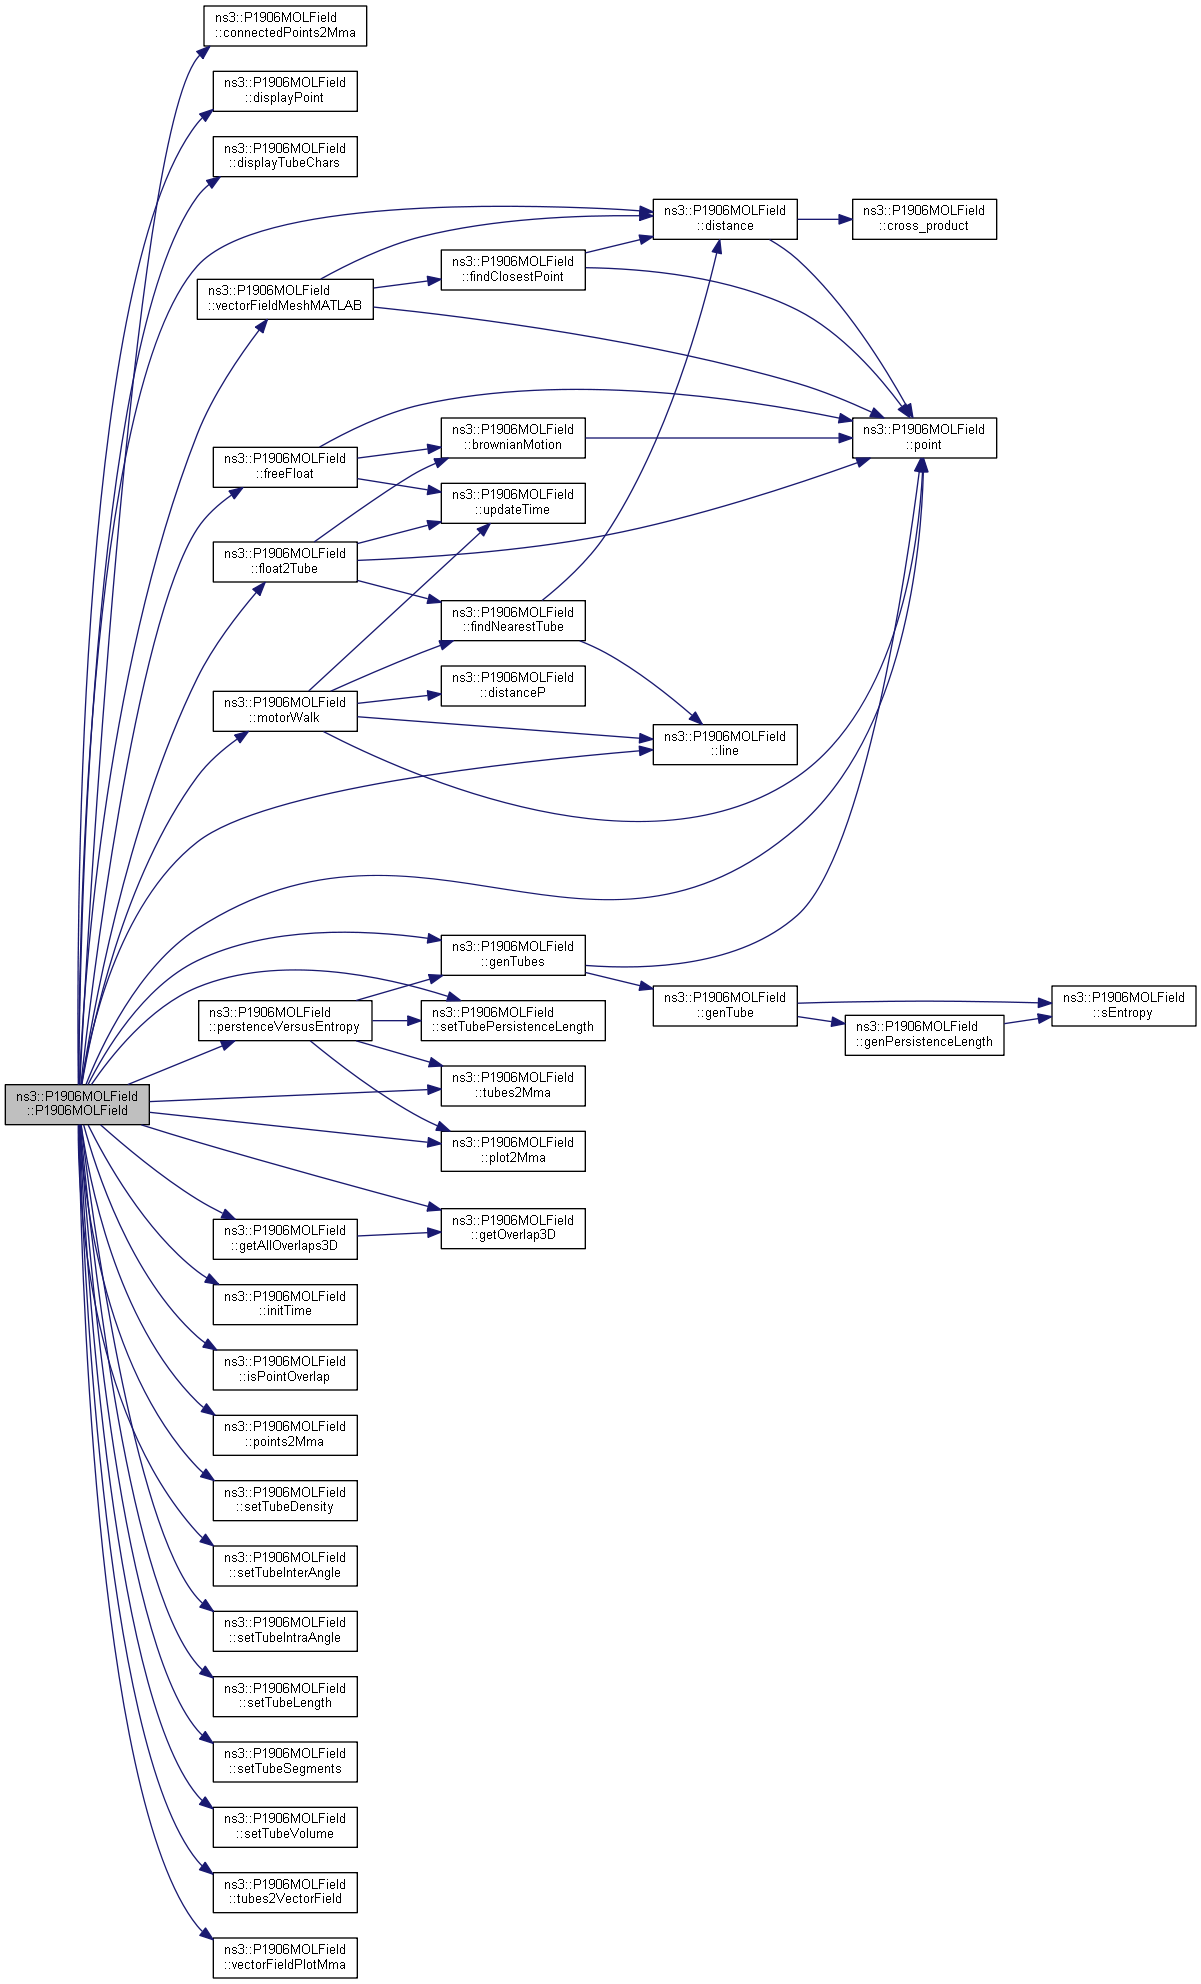 ns3::P1906MOLField
::connectedPoints2Mma
ns3::P1906MOLField
::displayPoint
ns3::P1906MOLField
::displayTubeChars
ns3::P1906MOLField
::distance
ns3::P1906MOLField
::cross_product
ns3::P1906MOLField
::findClosestPoint
ns3::P1906MOLField
::vectorFieldMeshMATLAB
ns3::P1906MOLField
::point
ns3::P1906MOLField
::brownianMotion
ns3::P1906MOLField
::freeFloat
ns3::P1906MOLField
::updateTime
ns3::P1906MOLField
::float2Tube
ns3::P1906MOLField
::findNearestTube
ns3::P1906MOLField
::distanceP
ns3::P1906MOLField
::motorWalk
ns3::P1906MOLField
::line
ns3::P1906MOLField
::genTubes
ns3::P1906MOLField
::genTube
ns3::P1906MOLField
::sEntropy
ns3::P1906MOLField
::perstenceVersusEntropy
ns3::P1906MOLField
::setTubePersistenceLength
ns3::P1906MOLField
::genPersistenceLength
ns3::P1906MOLField
::tubes2Mma
ns3::P1906MOLField
::P1906MOLField
ns3::P1906MOLField
::plot2Mma
ns3::P1906MOLField
::getOverlap3D
ns3::P1906MOLField
::getAllOverlaps3D
ns3::P1906MOLField
::initTime
ns3::P1906MOLField
::isPointOverlap
ns3::P1906MOLField
::points2Mma
ns3::P1906MOLField
::setTubeDensity
ns3::P1906MOLField
::setTubeInterAngle
ns3::P1906MOLField
::setTubeIntraAngle
ns3::P1906MOLField
::setTubeLength
ns3::P1906MOLField
::setTubeSegments
ns3::P1906MOLField
::setTubeVolume
ns3::P1906MOLField
::tubes2VectorField
ns3::P1906MOLField
::vectorFieldPlotMma